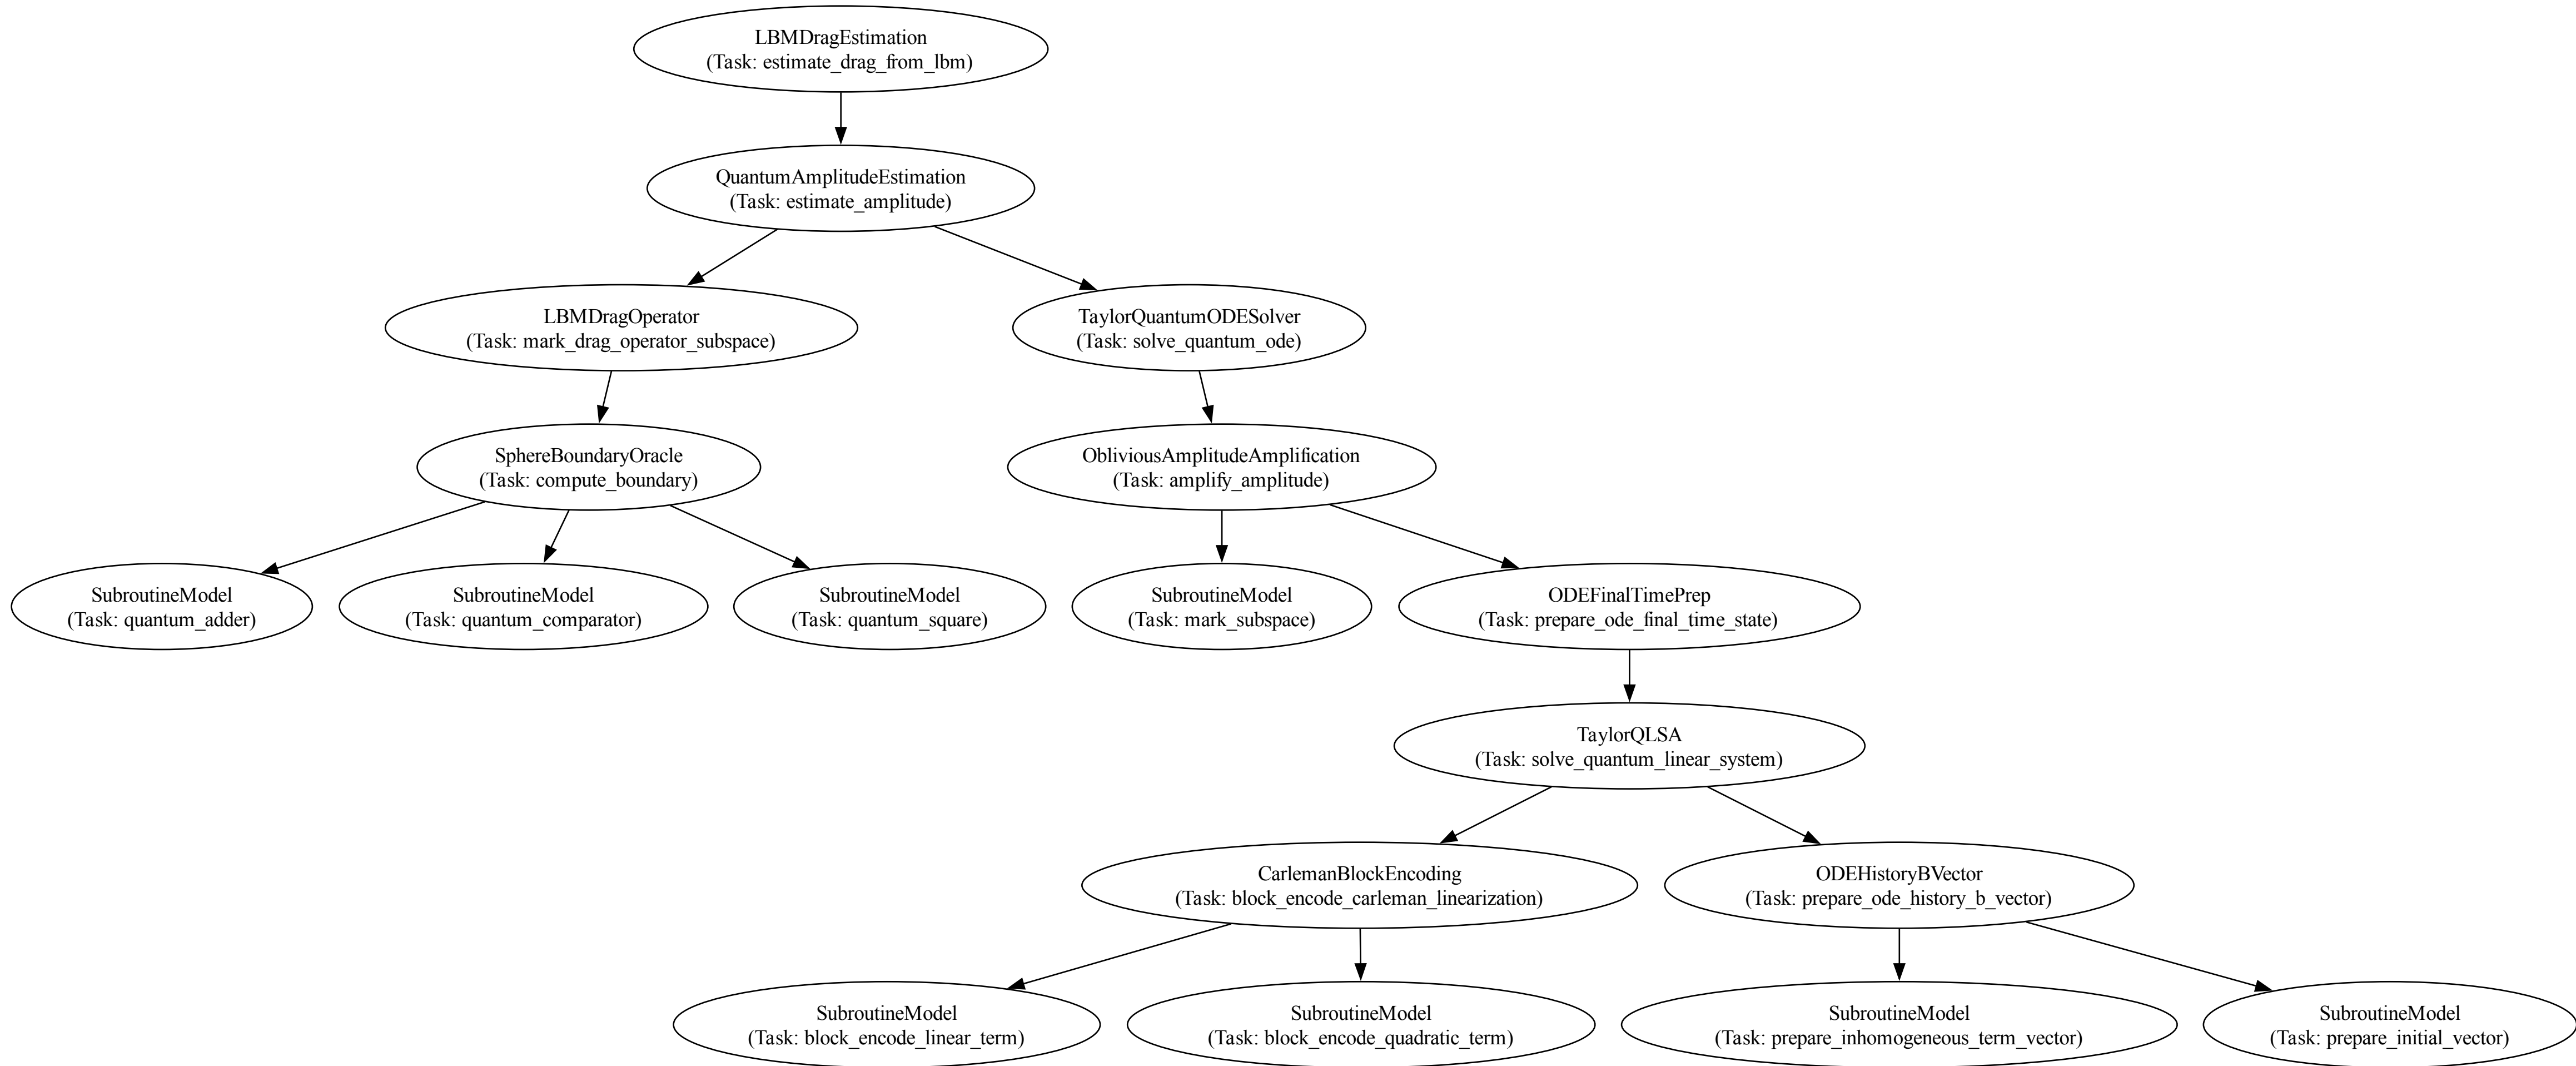 LBMDragEstimation
(Task: estimate_drag_from_lbm)
QuantumAmplitudeEstimation
(Task: estimate_amplitude)
LBMDragOperator
(Task: mark_drag_operator_subspace)
TaylorQuantumODESolver
(Task: solve_quantum_ode)
SphereBoundaryOracle
(Task: compute_boundary)
ObliviousAmplitudeAmplification
(Task: amplify_amplitude)
SubroutineModel
(Task: quantum_adder)
SubroutineModel
(Task: quantum_comparator)
SubroutineModel
(Task: quantum_square)
SubroutineModel
(Task: mark_subspace)
ODEFinalTimePrep
(Task: prepare_ode_final_time_state)
TaylorQLSA
(Task: solve_quantum_linear_system)
CarlemanBlockEncoding
(Task: block_encode_carleman_linearization)
ODEHistoryBVector
(Task: prepare_ode_history_b_vector)
SubroutineModel
(Task: block_encode_linear_term)
SubroutineModel
(Task: block_encode_quadratic_term)
SubroutineModel
(Task: prepare_inhomogeneous_term_vector)
SubroutineModel
(Task: prepare_initial_vector)